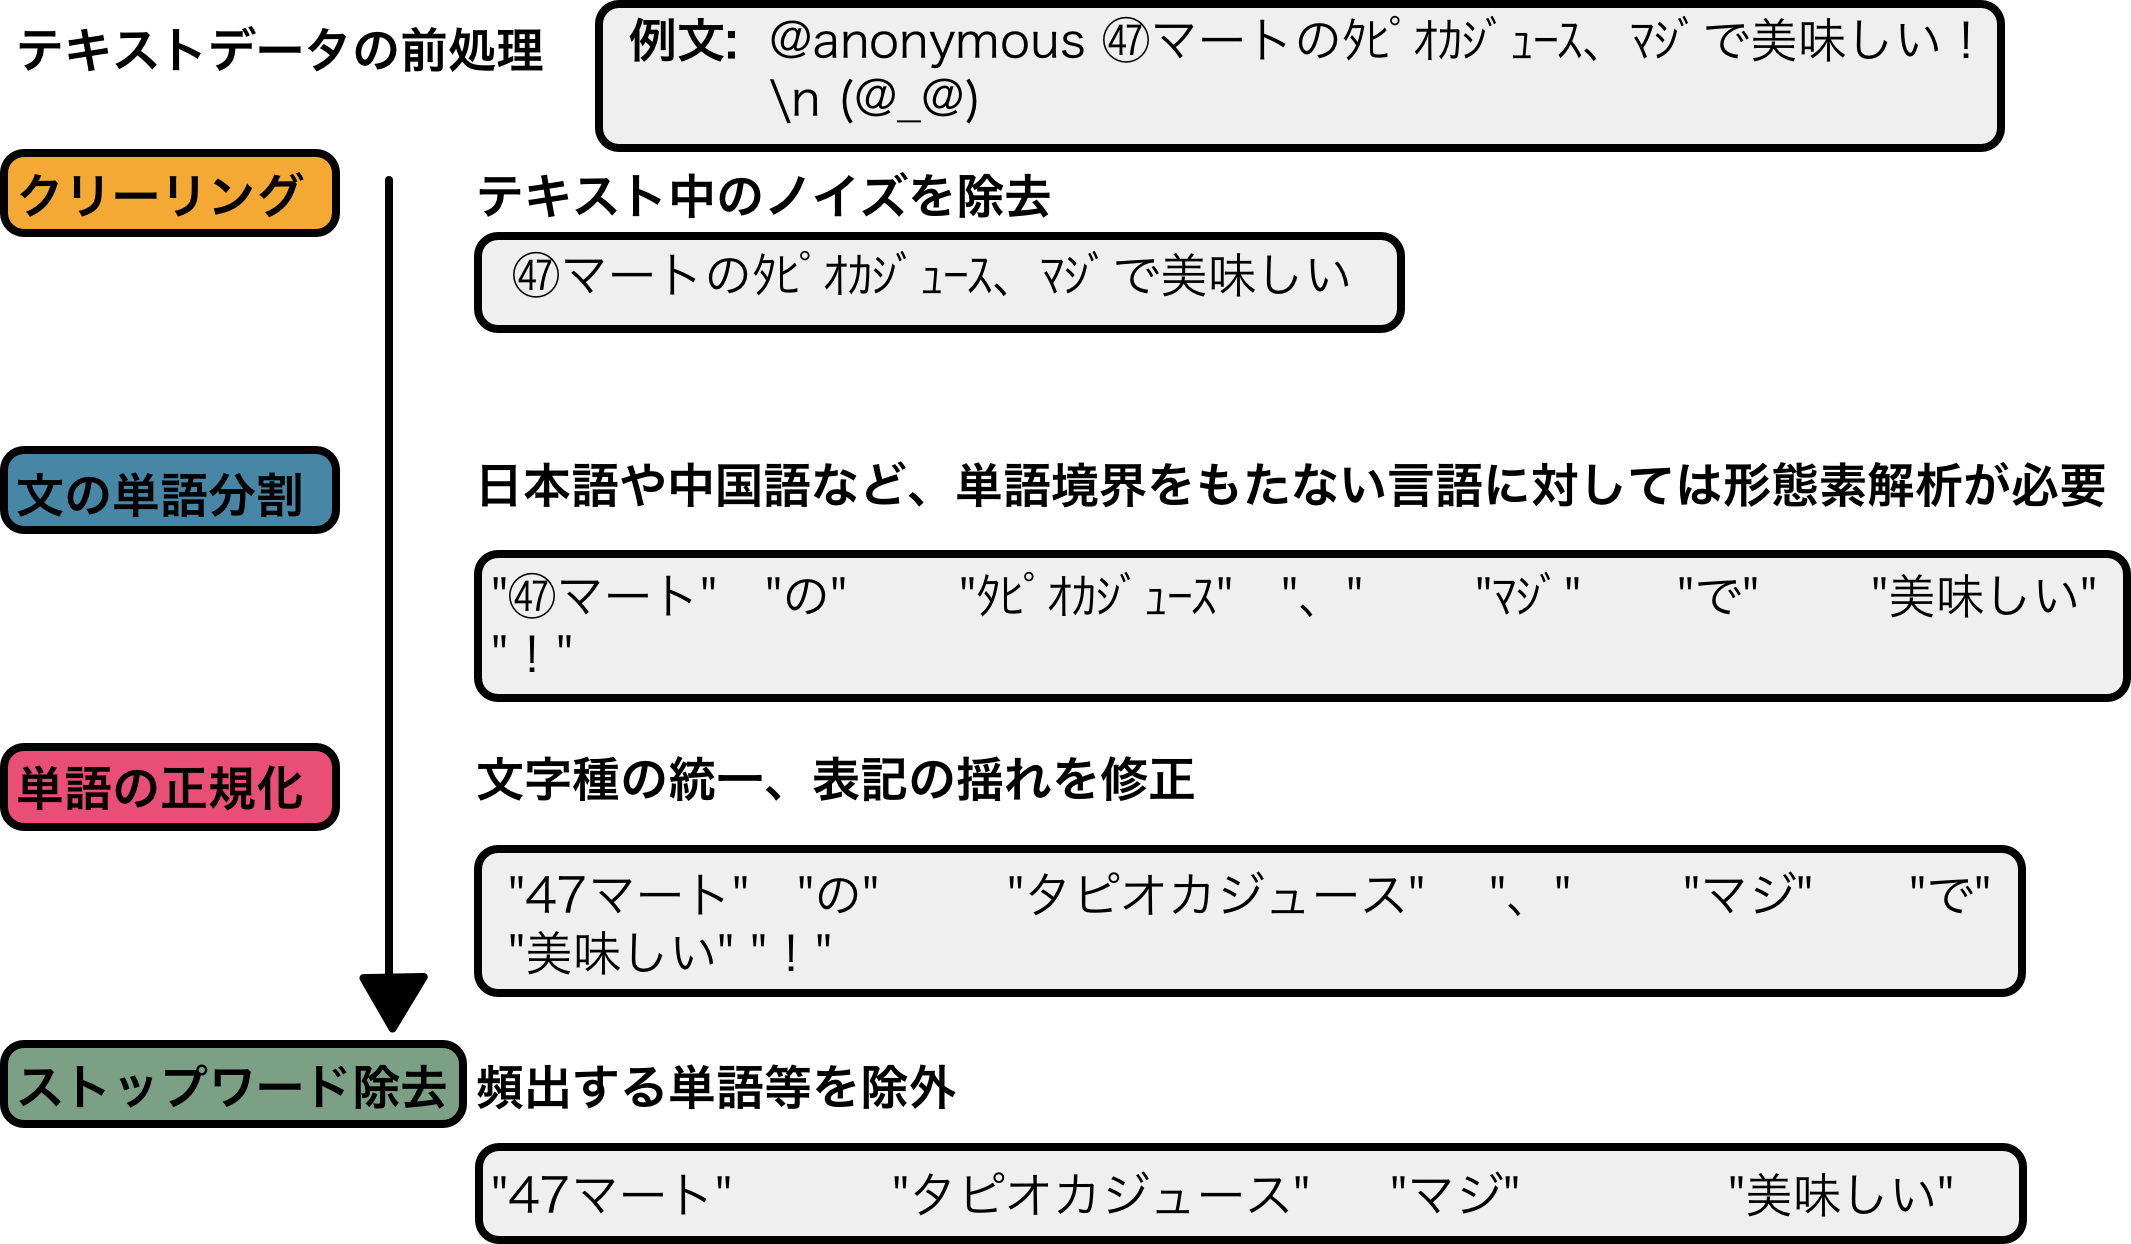 テキストデータの前処理
例文: @anonymous ㊼マートのﾀﾋﾟｵｶｼﾞｭｰｽ、ﾏｼﾞで美味しい！
\n (@_@)
クリーリング
テキスト中のノイズを除去
㊼マートのﾀﾋﾟｵｶｼﾞｭｰｽ、ﾏｼﾞで美味しい
文の単語分割
日本語や中国語など、単語境界をもたない言語に対しては形態素解析が必要
"㊼マート" "の" "ﾀﾋﾟｵｶｼﾞｭｰｽ" "、" "ﾏｼﾞ" "で" "美味しい"
"！"
単語の正規化
文字種の統一、表記の揺れを修正
"47マート" "の" "タピオカジュース" "、" "マジ" "で"
"美味しい" "！"
ストップワード除去
頻出する単語等を除外
"47マート" "タピオカジュース" "マジ" "美味しい"